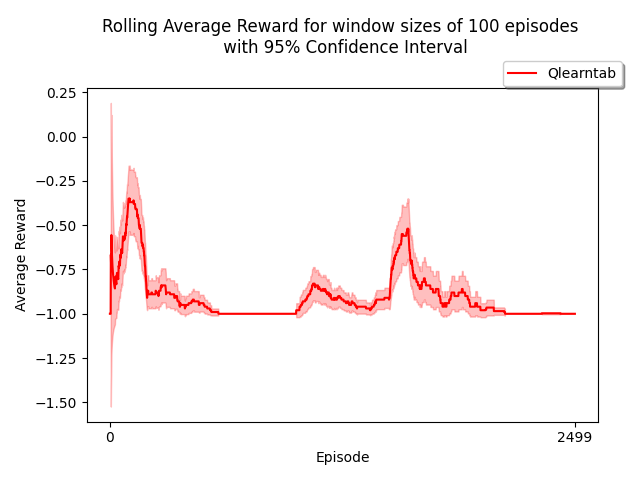 Rolling Average Reward for window sizes of 100 episodes
with 95% Confidence Interval
Qlearntab
0.25
0.00
−0.25
−0.50
−0.75
−1.00
−1.25
−1.50
Average Reward
0
2499
Episode